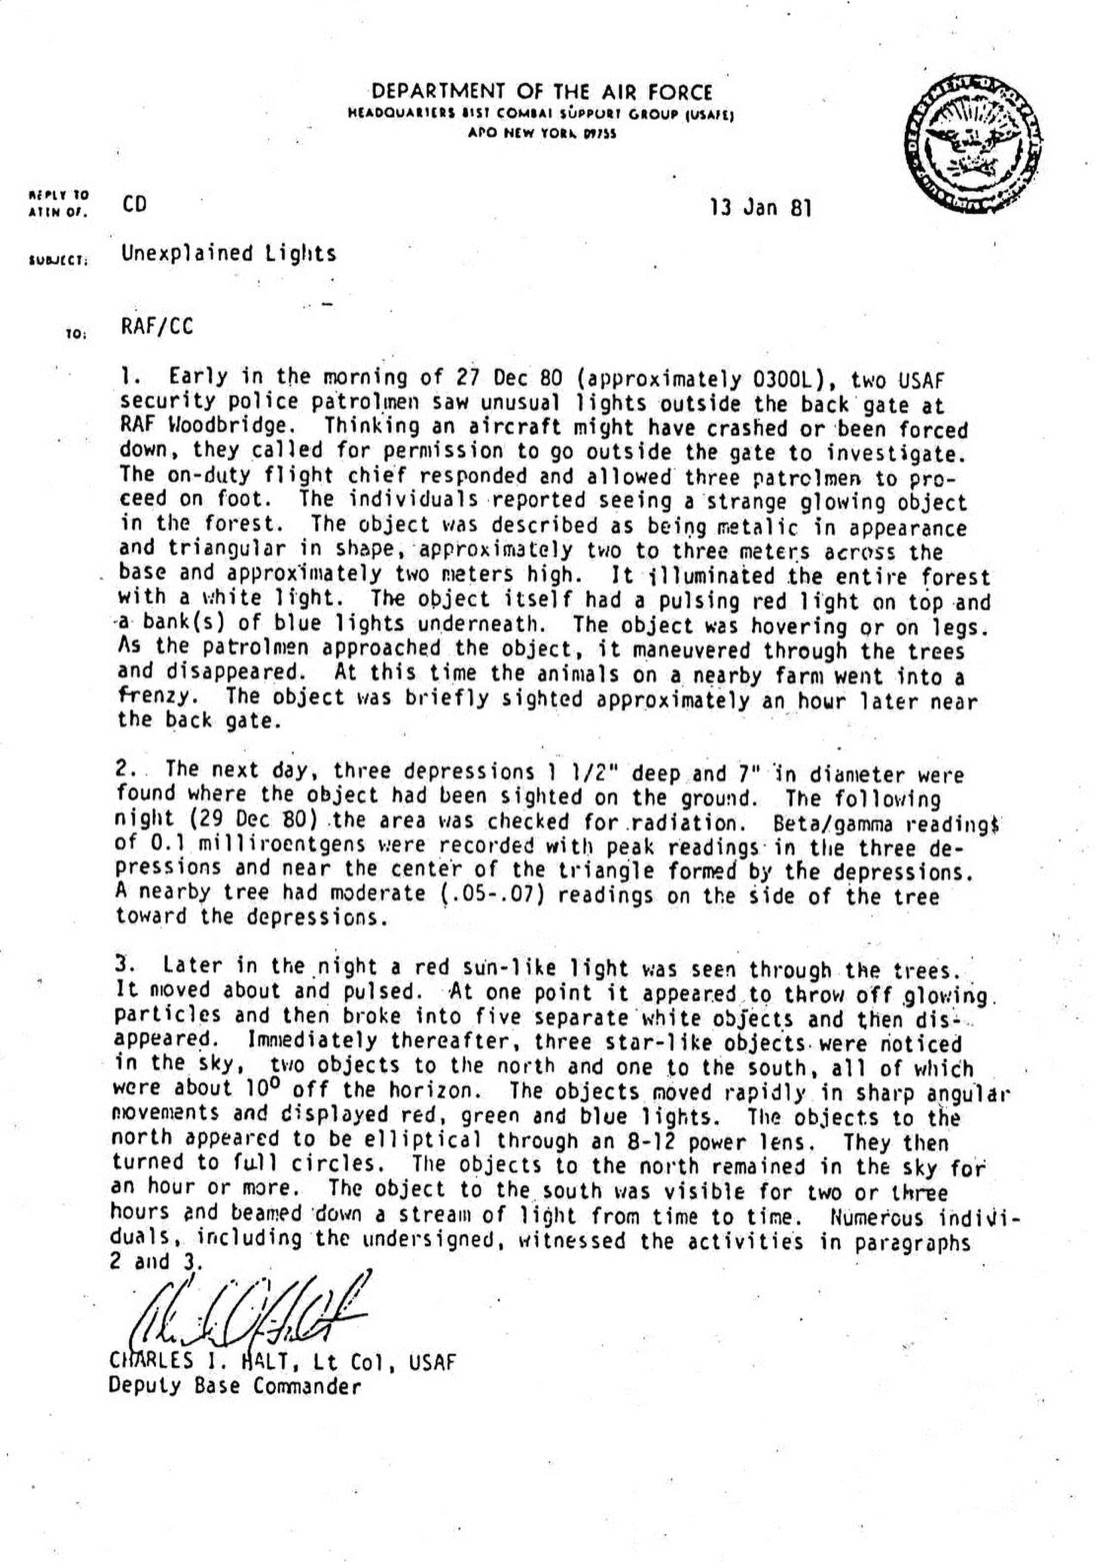 DEPARTMENT OF THE AIR FORCE
HEADQUARTERS 81ST COMBAT SUPPORT GROUP (USAFE)
APO NEW YORK 09755
REPLY TO
ATTN OF.
CD
13 Jan 81
SUBJECT:
Unexplained Lights
TO:
RAF/CC
1. Early in the morning of 27 Dec 80 (approximately 0300L), two USAF
security police patrolmen saw unusual lights outside the back gate at
RAF Woodbridge. Thinking an aircraft might have crashed or been forced
down, they called for permission to go outside the gate to investigate.
The on-duty flight chief responded and allowed three patrolmen to pro-
ceed on foot. The individuals reported seeing a strange glowing object
in the forest. The object was described as being metalic in appearance
and triangular in shape, approximately two to three meters across the
base and approximately two meters high. It illuminated the entire forest
with a white light. The object itself had a pulsing red light on top and
a bank(s) of blue lights underneath. The object was hovering or on legs.
As the patrolmen approached the object, it maneuvered through the trees
and disappeared. At this time the animals on a nearby farm went into a
frenzy. The object was briefly sighted approximately an hour later near
the back gate.
2. The next day, three depressions 1 1/2" deep and 7" in diameter were
found where the object had been sighted on the ground. The following
night (29 Dec 80) the area was checked for radiation. Beta/gamma readings
of 0.1 milliroentgens were recorded with peak readings in the three de-
pressions and near the center of the triangle formed by the depressions.
A nearby tree had moderate (.05-.07) readings on the side of the tree
toward the depressions.
3. Later in the night a red sun-like light was seen through the trees.
It moved about and pulsed. At one point it appeared to throw off glowing
particles and then broke into five separate white objects and then dis-
appeared. Immediately thereafter, three star-like objects were noticed
in the sky, two objects to the north and one to the south, all of which
were about 10° off the horizon. The objects moved rapidly in sharp angular
movements and displayed red, green and blue lights. The objects to the
north appeared to be elliptical through an 8-12 power lens. They then
turned to full circles. The objects to the north remained in the sky for
an hour or more. The object to the south was visible for two or three
hours and beamed down a stream of light from time to time. Numerous indivi-
duals, including the undersigned, witnessed the activities in paragraphs
2 and 3.
CHARLES I. HALT, Lt Col, USAF
Deputy Base Commander